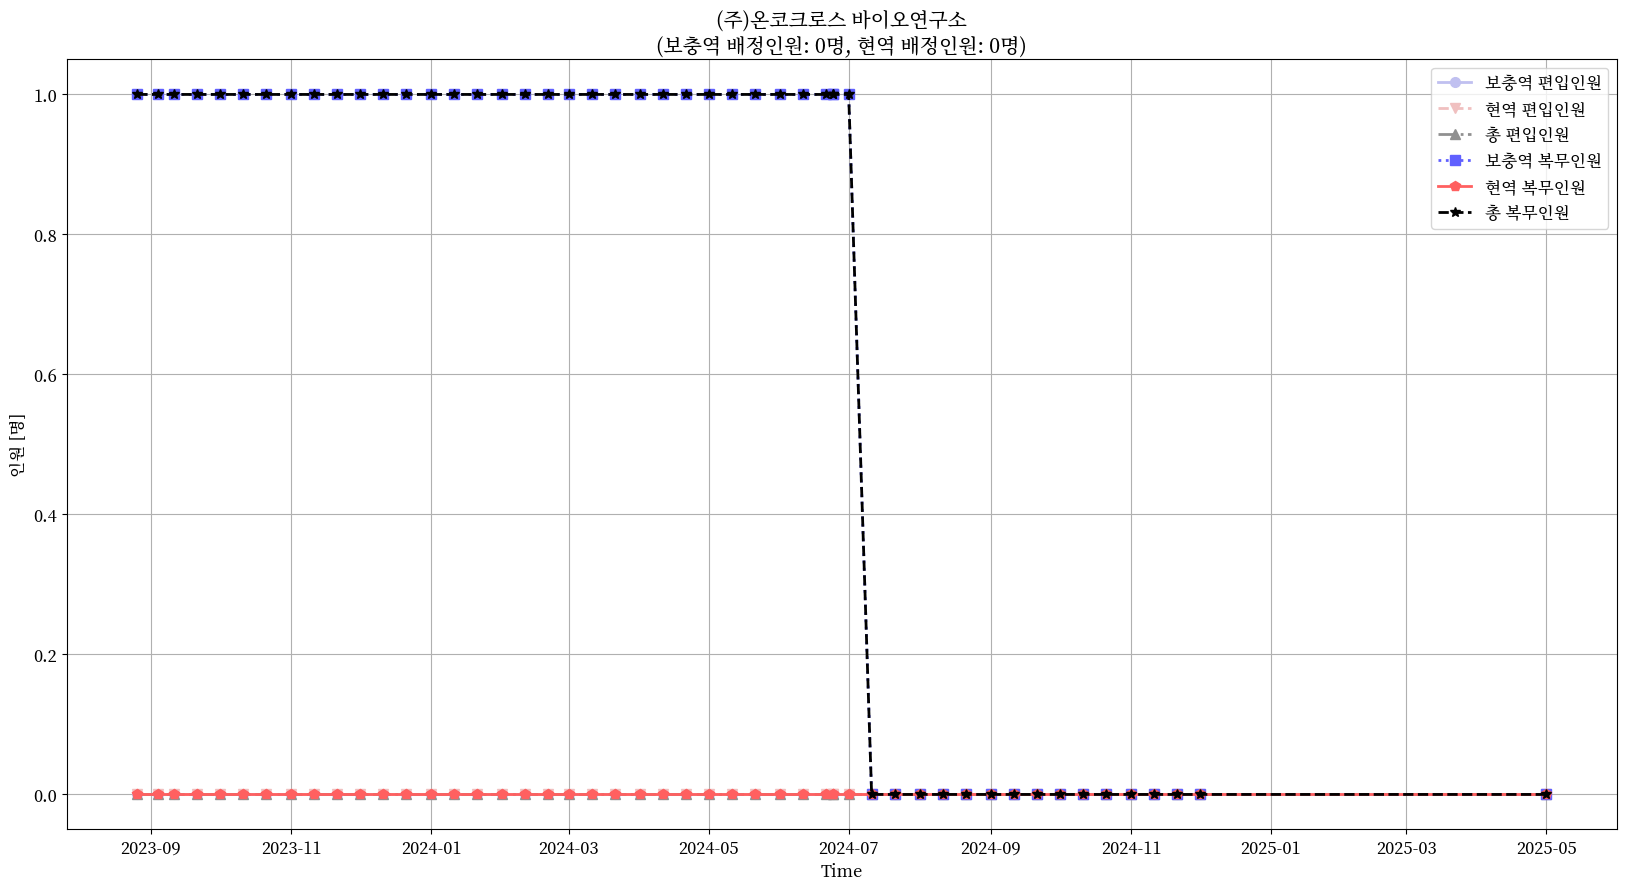 (주)온코크로스 바이오연구소
(보충역 배정인원: 0명, 현역 배정인원: 0명)
보충역 편입인원
현역 편입인원
총 편입인원
보충역 복무인원
현역 복무인원
총 복무인원
인원 [명]
1.0
0.8
0.6
0.4
0.2
0.0
2023-09 2023-11 2024-01 2024-03 2024-05 2024-07 2024-09 2024-11 2025-01 2025-03 2025-05
Time